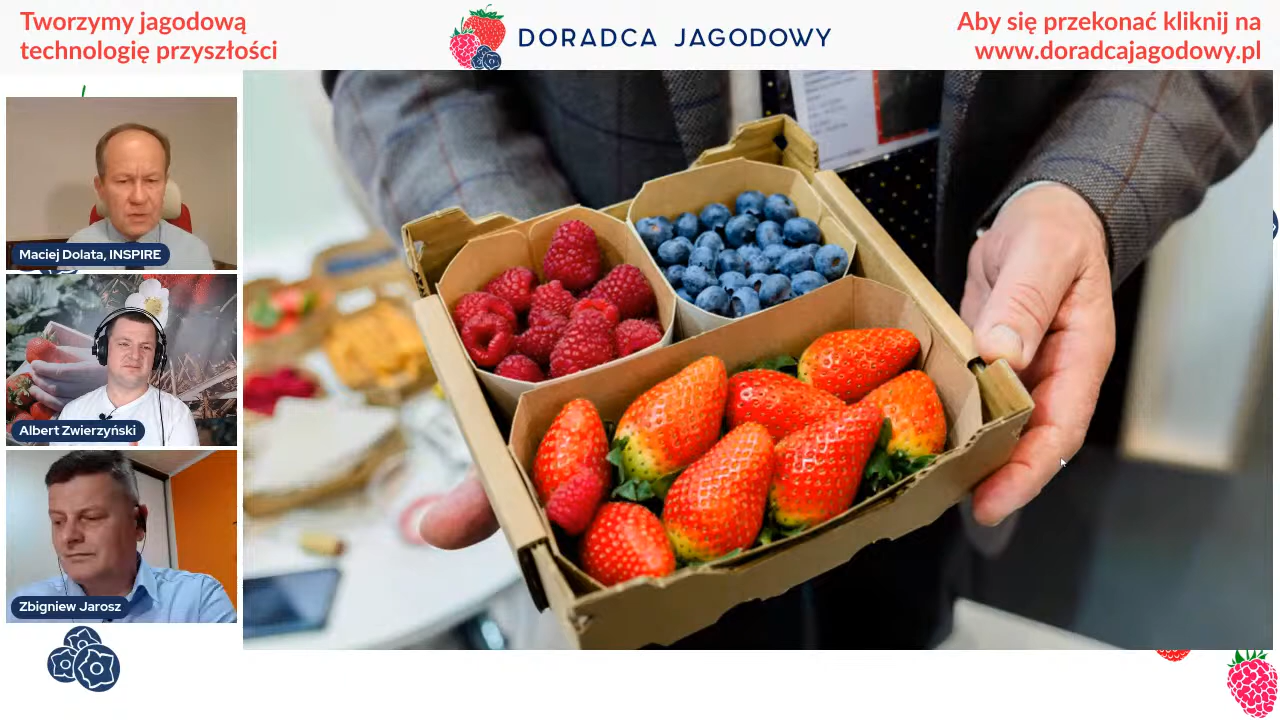 Tworzymy jagodową
technologię przyszłości
DORADCA JAGODOWY
Aby się przekonać kliknij na
www.doradcajagodowy.pl
Maciej Dolata, INSPIRE
Albert Zwierzyński
Zbigniew Jarosz